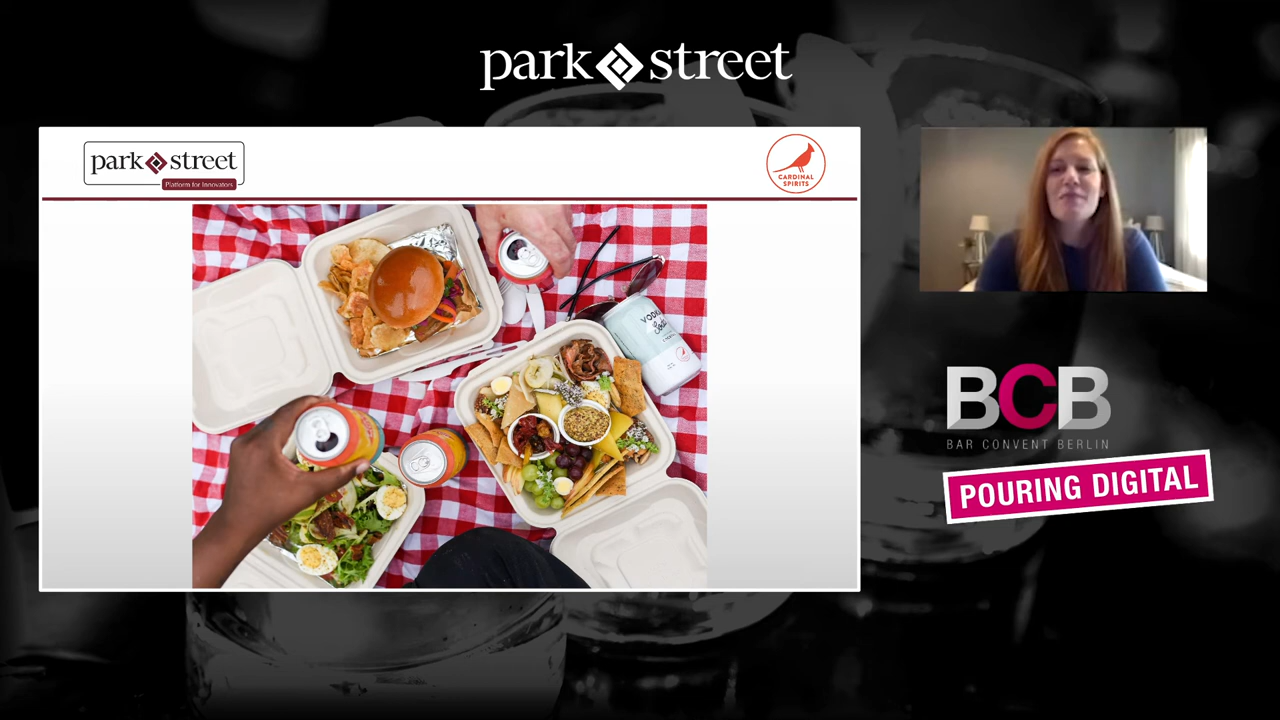 park street
park street
Platform for Innovators
CARDINAL
SPIRITS
BCB
BAR CONVENT BERLIN
POURING DIGITAL